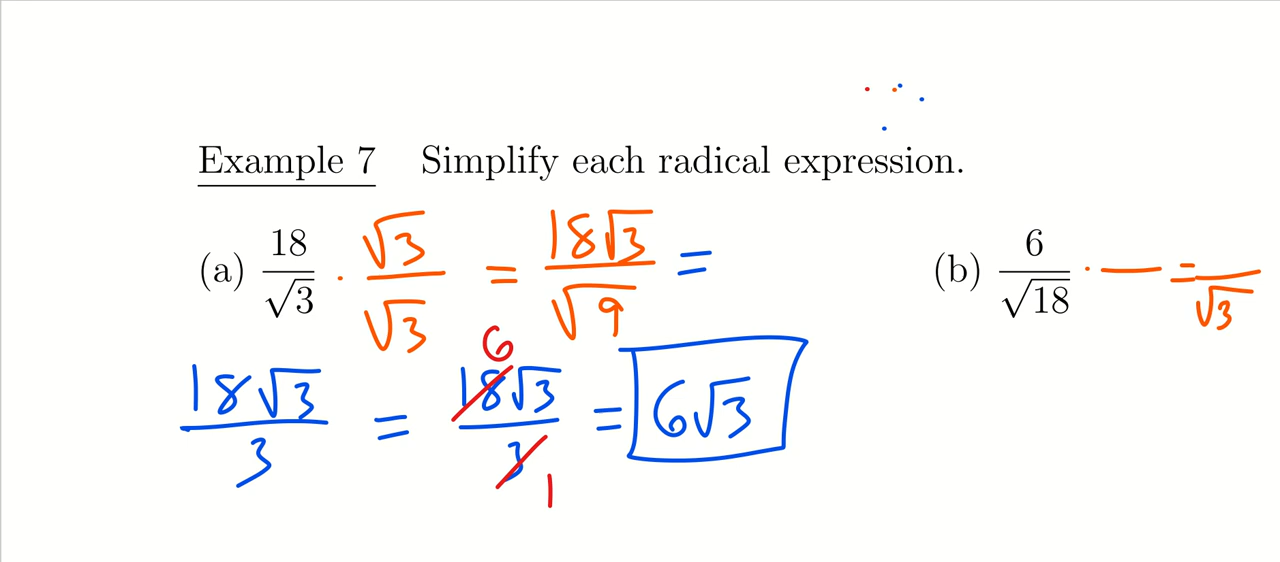 Example 7 Simplify each radical expression.
(a) 18/√3 · √3/√3 = 18√3/√9 =
(b) 6/√18 · — = —/√3
18√3/3 = 18√3/3 = 6√3
6
1